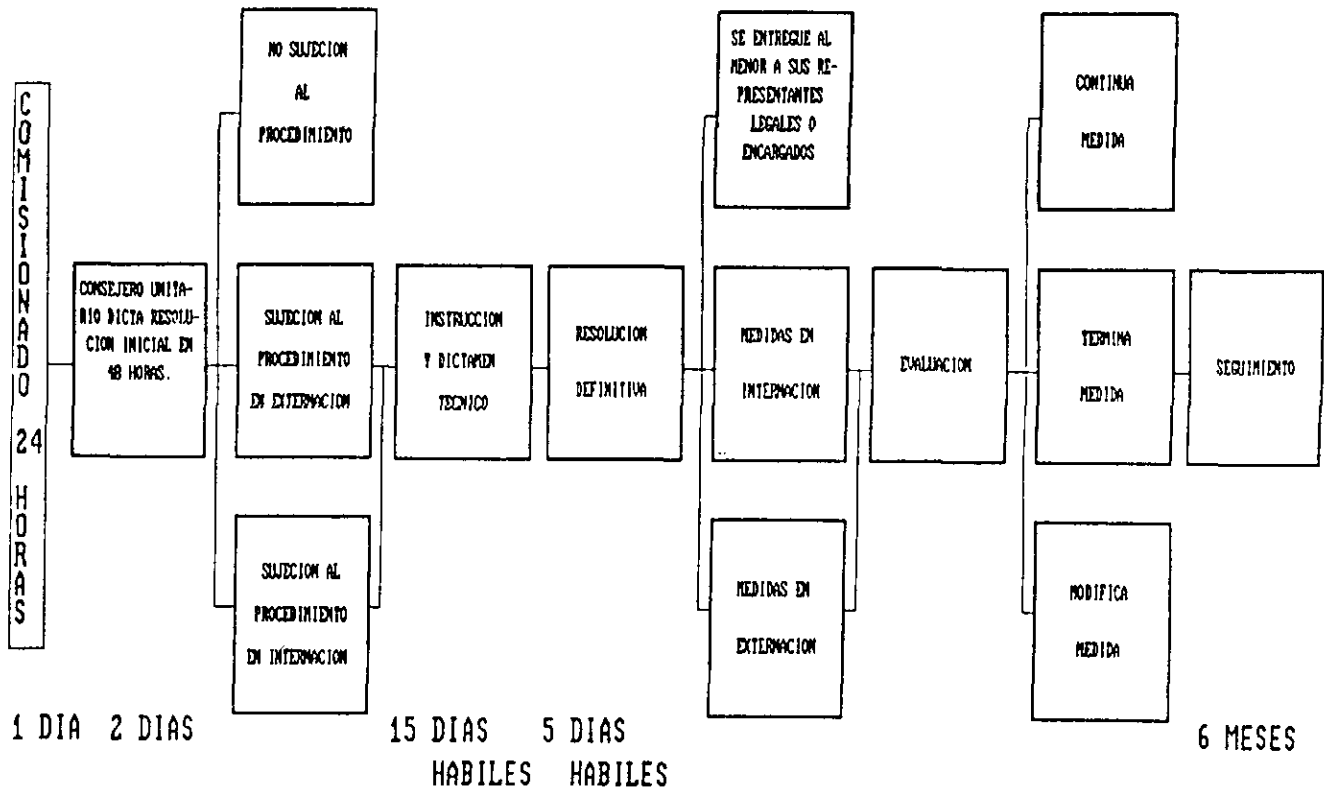 COMISIONADO 24 HORAS
CONSEJERO UNITA-
RIO DICTA RESOLU-
CION INICIAL EN
48 HORAS.
NO SUJECION
AL
PROCEDIMIENTO
SUJECION AL
PROCEDIMIENTO
EN EXTERNACION
SUJECION AL
PROCEDIMIENTO
EN INTERNACION
INSTRUCCION
Y DICTAMEN
TECNICO
RESOLUCION
DEFINITIVA
SE ENTREGUE AL
MENOR A SUS RE-
PRESENTANTES
LEGALES O
ENCARGADOS
MEDIDAS EN
INTERNACION
MEDIDAS EN
EXTERNACION
EVALUACION
CONTINUA
MEDIDA
TERMINA
MEDIDA
MODIFICA
MEDIDA
SEGUIMIENTO
1 DIA
2 DIAS
15 DIAS
HABILES
5 DIAS
HABILES
6 MESES